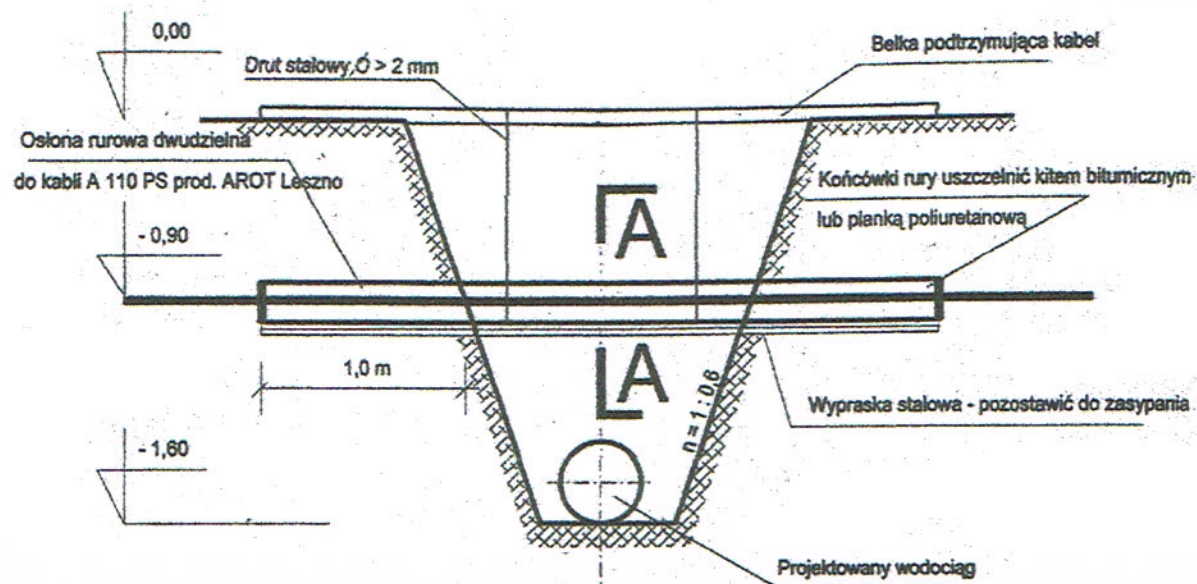 0,00
Drut stalowy,Ó > 2 mm
Belka podtrzymująca kabel
Osłona rurowa dwudzielna
do kabli A 110 PS prod. AROT Leszno
Końcówki rury uszczelnić kitem bitumicznym
lub pianką poliuretanową
A
- 0,90
1,0 m
A
n = 1 : 0,6
Wypraska stalowa - pozostawić do zasypania
- 1,60
Projektowany wodociąg